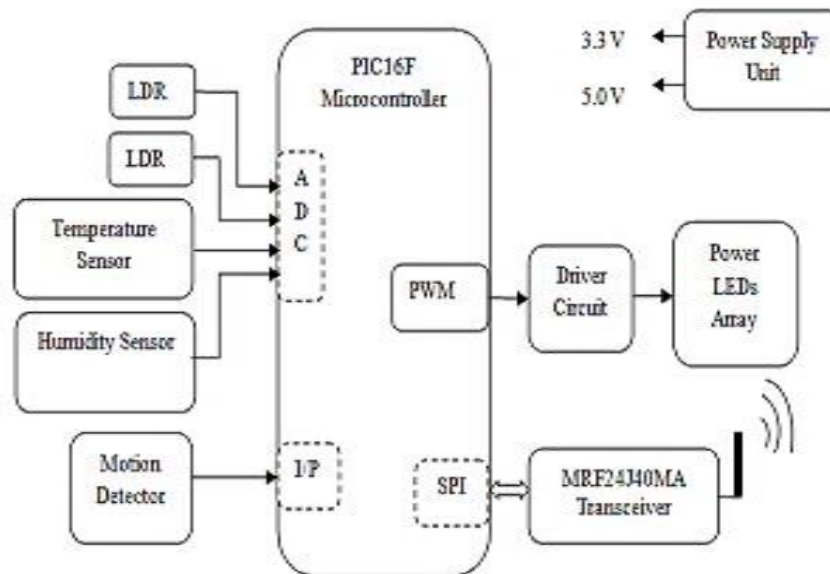 PIC16F
Microcontroller
3.3 V
5.0 V
Power Supply
Unit
LDR
LDR
Temperature
Sensor
Humidity Sensor
Motion
Detector
A
D
C
I/P
PWM
SPI
Driver
Circuit
Power
LEDs
Array
MRF24J40MA
Transceiver